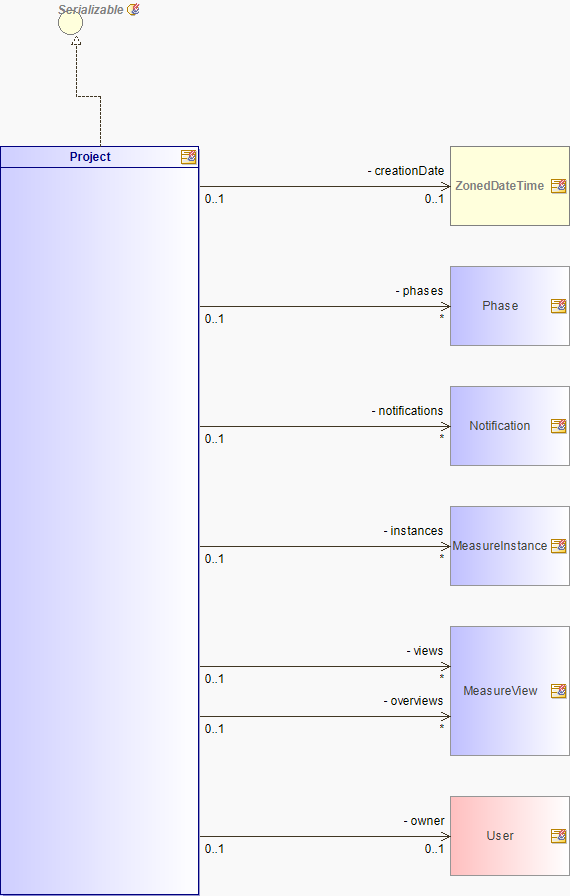 Serializable
Project
- creationDate
0..1
0..1
ZonedDateTime
- phases
0..1
*
Phase
- notifications
0..1
*
Notification
- instances
0..1
*
MeasureInstance
- views
0..1
*
- overviews
0..1
*
MeasureView
- owner
0..1
0..1
User